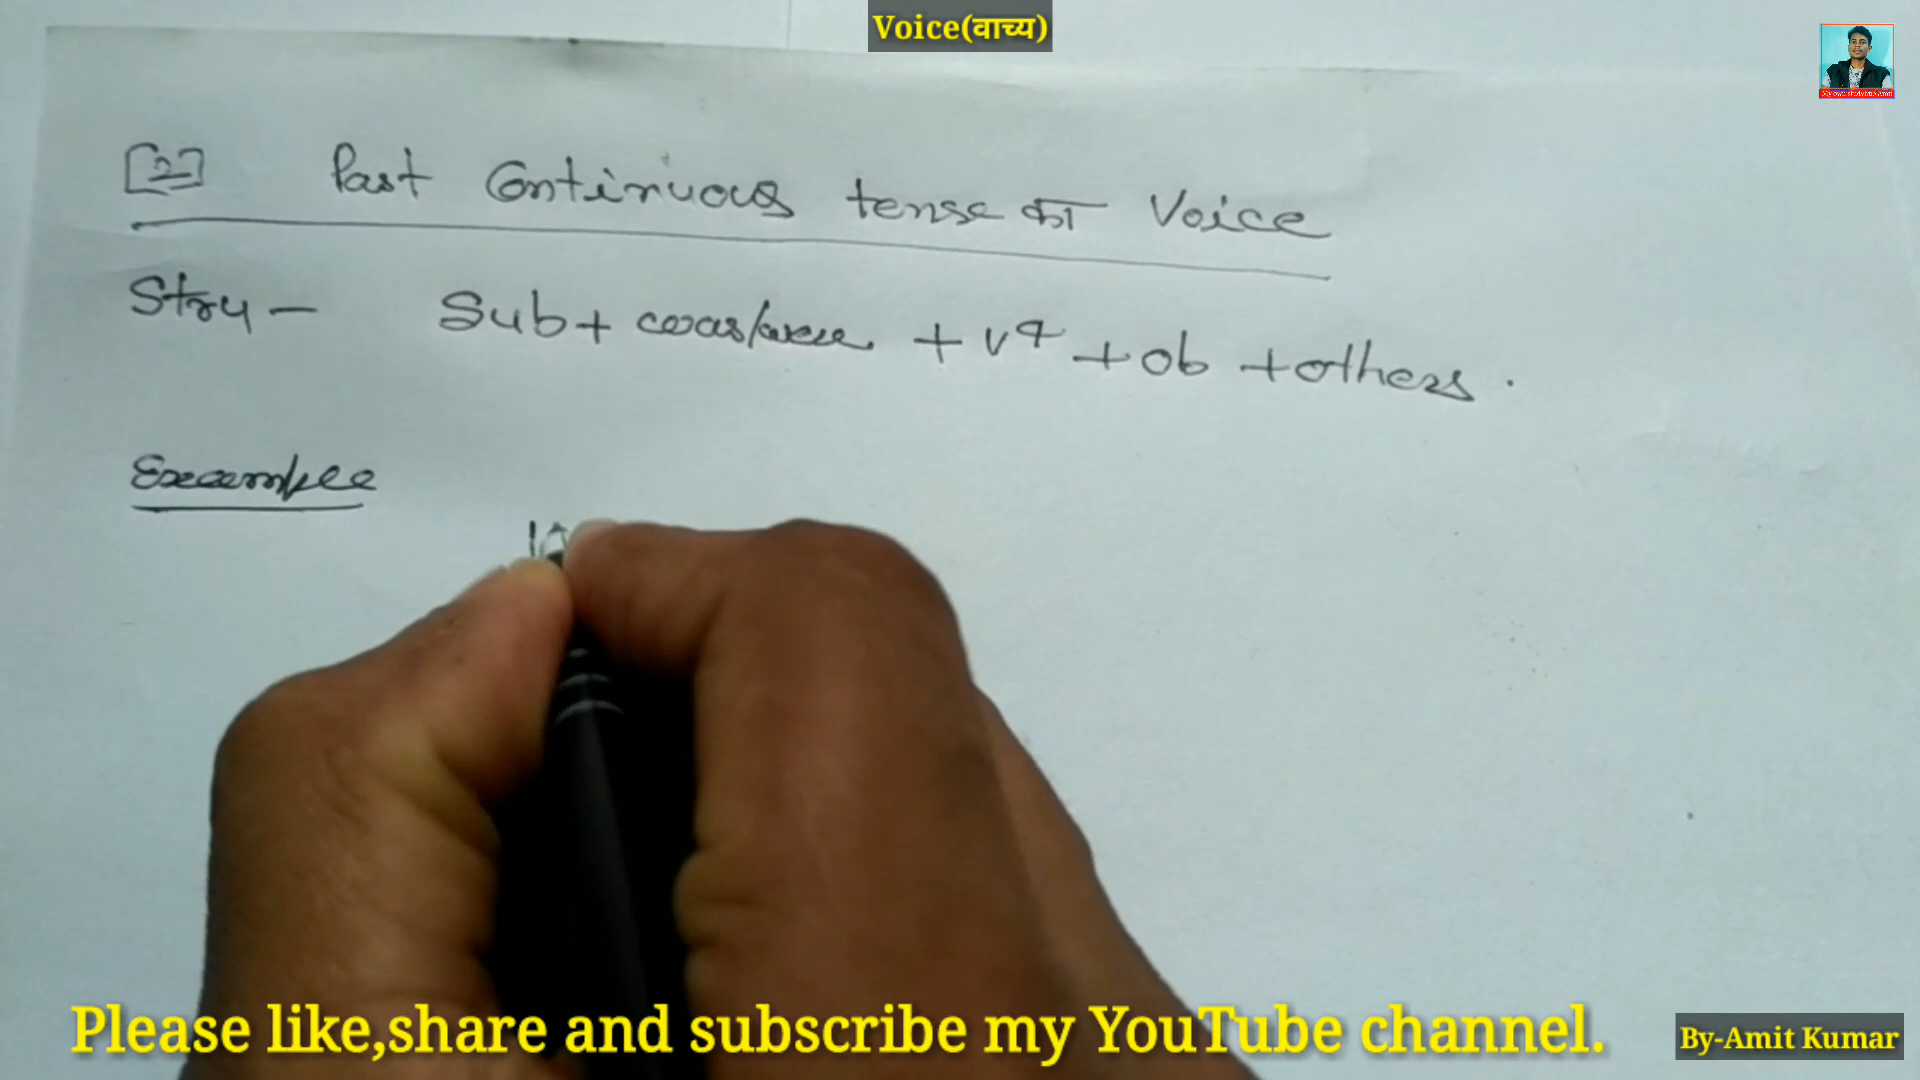 Voice(वाच्य)
[2] Past Continuous tense का Voice
Stru - Sub + was/were + v4 + ob + others.
Example
Please like,share and subscribe my YouTube channel.
By-Amit Kumar